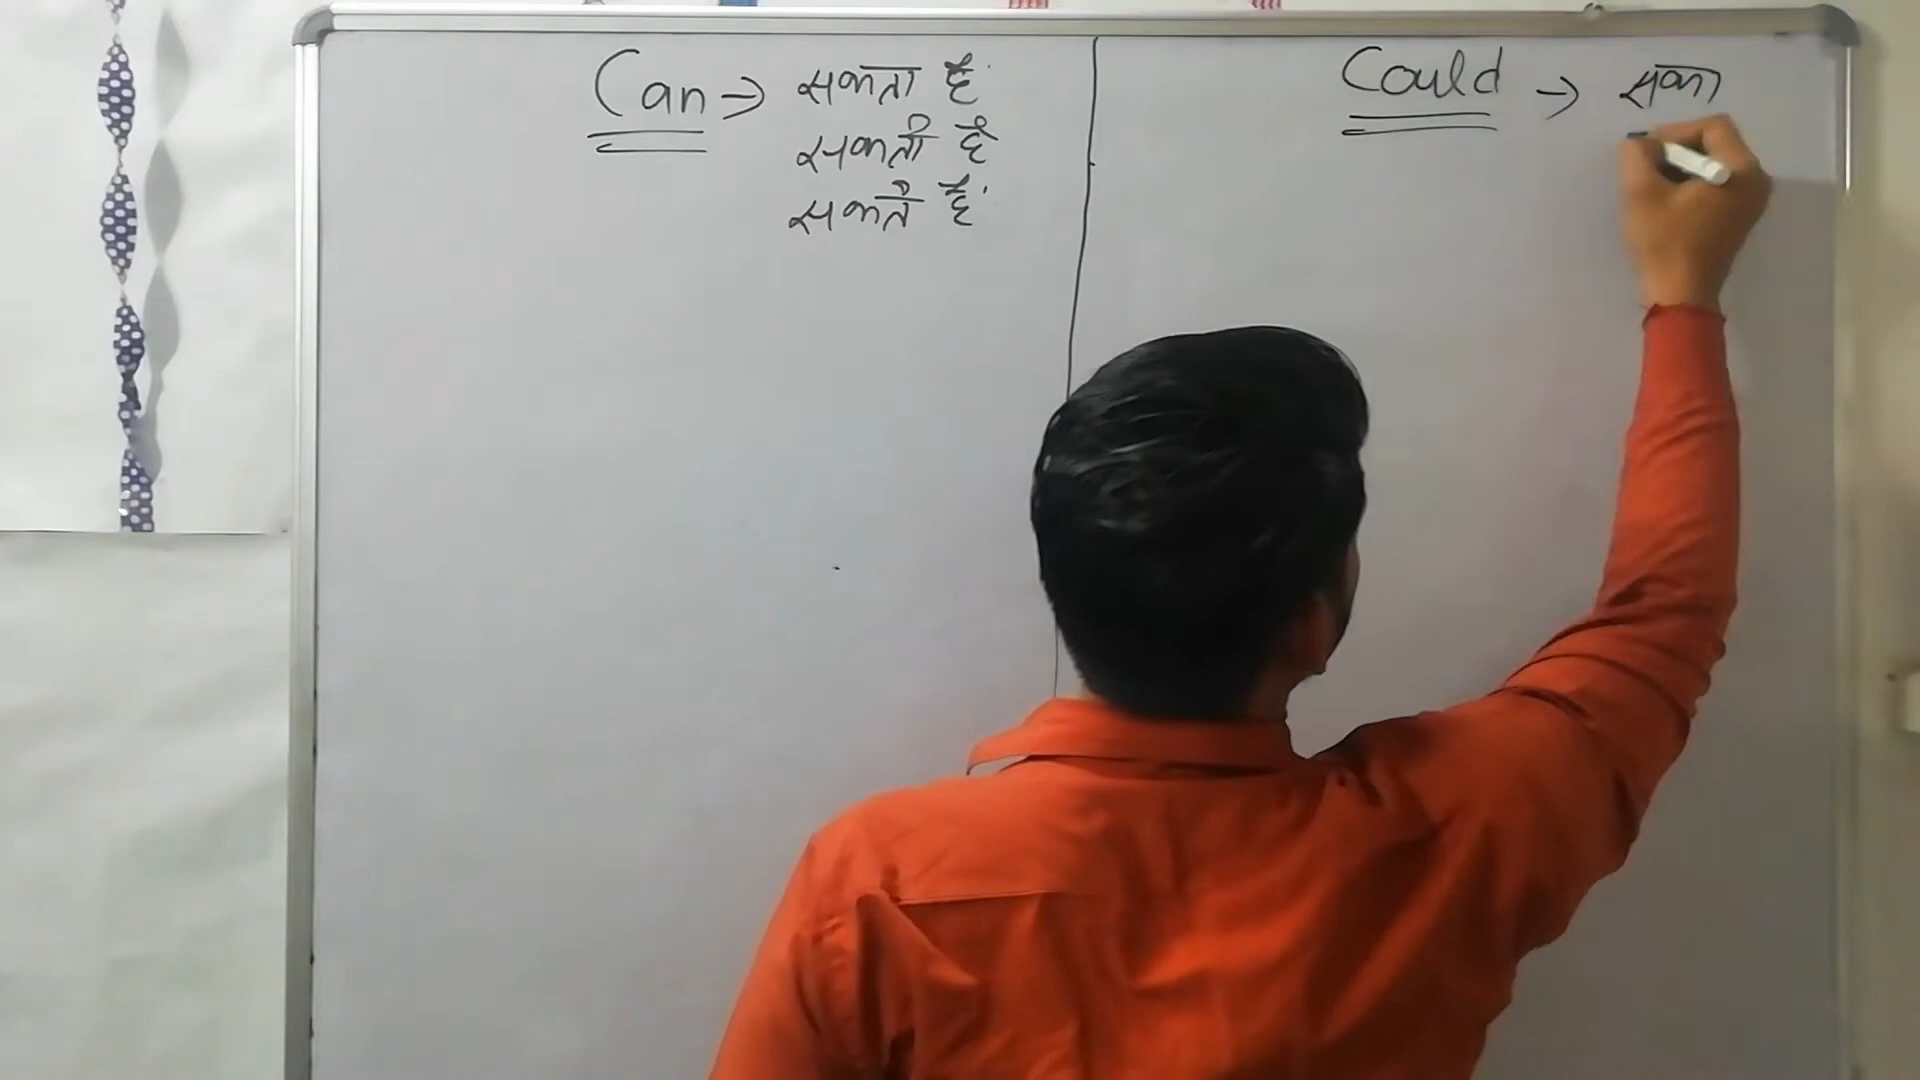 Can → सकता है
सकती है
सकते हैं
Could → सका